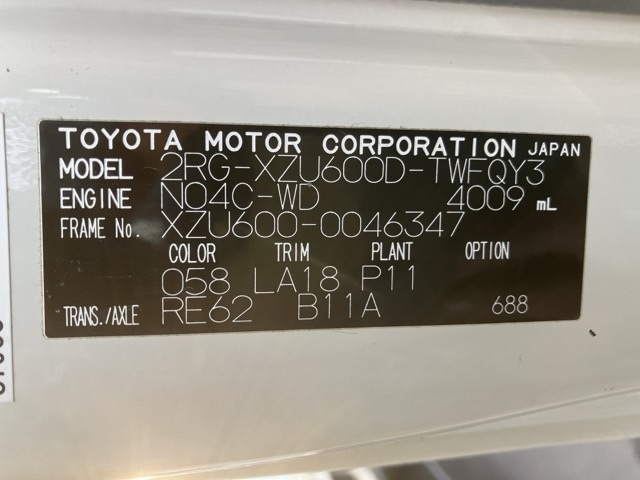 TOYOTA MOTOR CORPORATION JAPAN
MODEL 2RG-XZU600D-TWFQY3
ENGINE N04C-WD 4009 mL
FRAME No. XZU600-0046347
COLOR TRIM PLANT OPTION
058 LA18 P11
TRANS./AXLE RE62 B11A 688